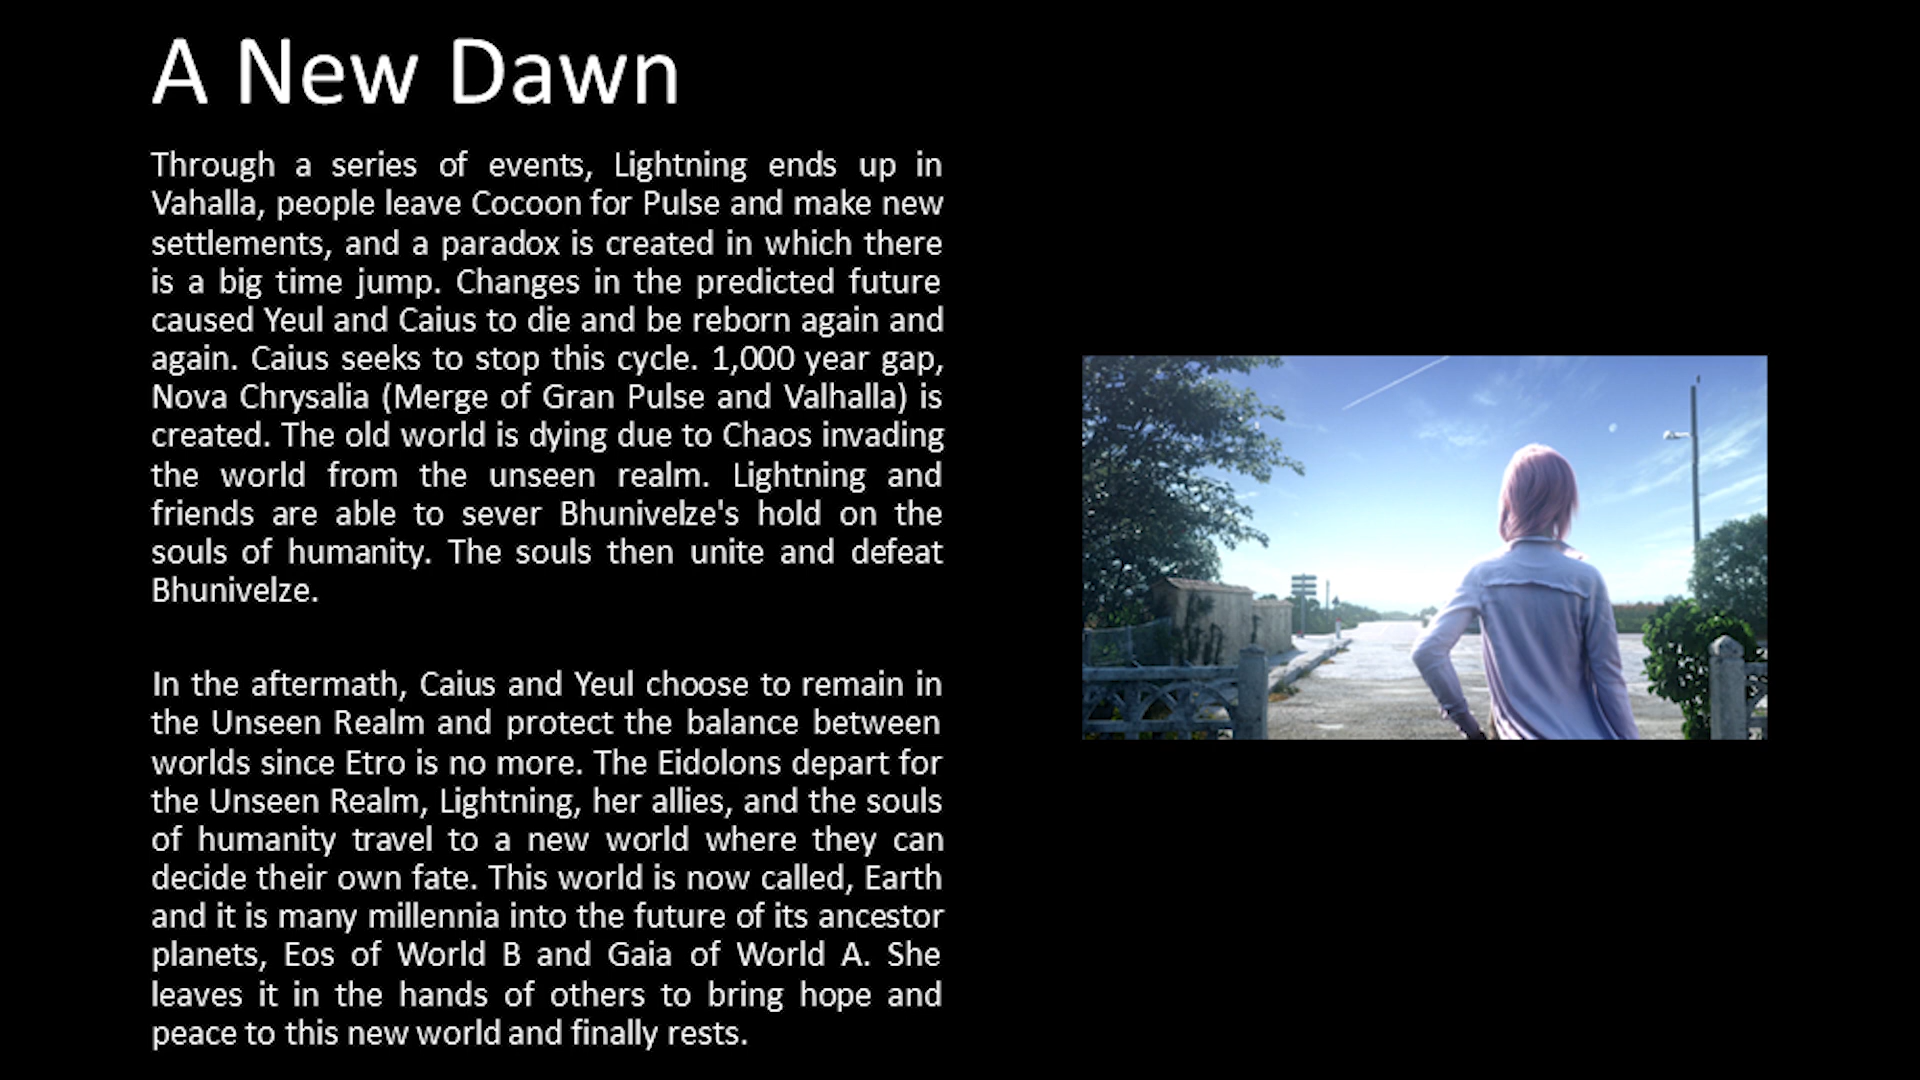 A New Dawn
Through a series of events, Lightning ends up in
Vahalla, people leave Cocoon for Pulse and make new
settlements, and a paradox is created in which there
is a big time jump. Changes in the predicted future
caused Yeul and Caius to die and be reborn again and
again. Caius seeks to stop this cycle. 1,000 year gap,
Nova Chrysalia (Merge of Gran Pulse and Valhalla) is
created. The old world is dying due to Chaos invading
the world from the unseen realm. Lightning and
friends are able to sever Bhunivelze's hold on the
souls of humanity. The souls then unite and defeat
Bhunivelze.
In the aftermath, Caius and Yeul choose to remain in
the Unseen Realm and protect the balance between
worlds since Etro is no more. The Eidolons depart for
the Unseen Realm, Lightning, her allies, and the souls
of humanity travel to a new world where they can
decide their own fate. This world is now called, Earth
and it is many millennia into the future of its ancestor
planets, Eos of World B and Gaia of World A. She
leaves it in the hands of others to bring hope and
peace to this new world and finally rests.